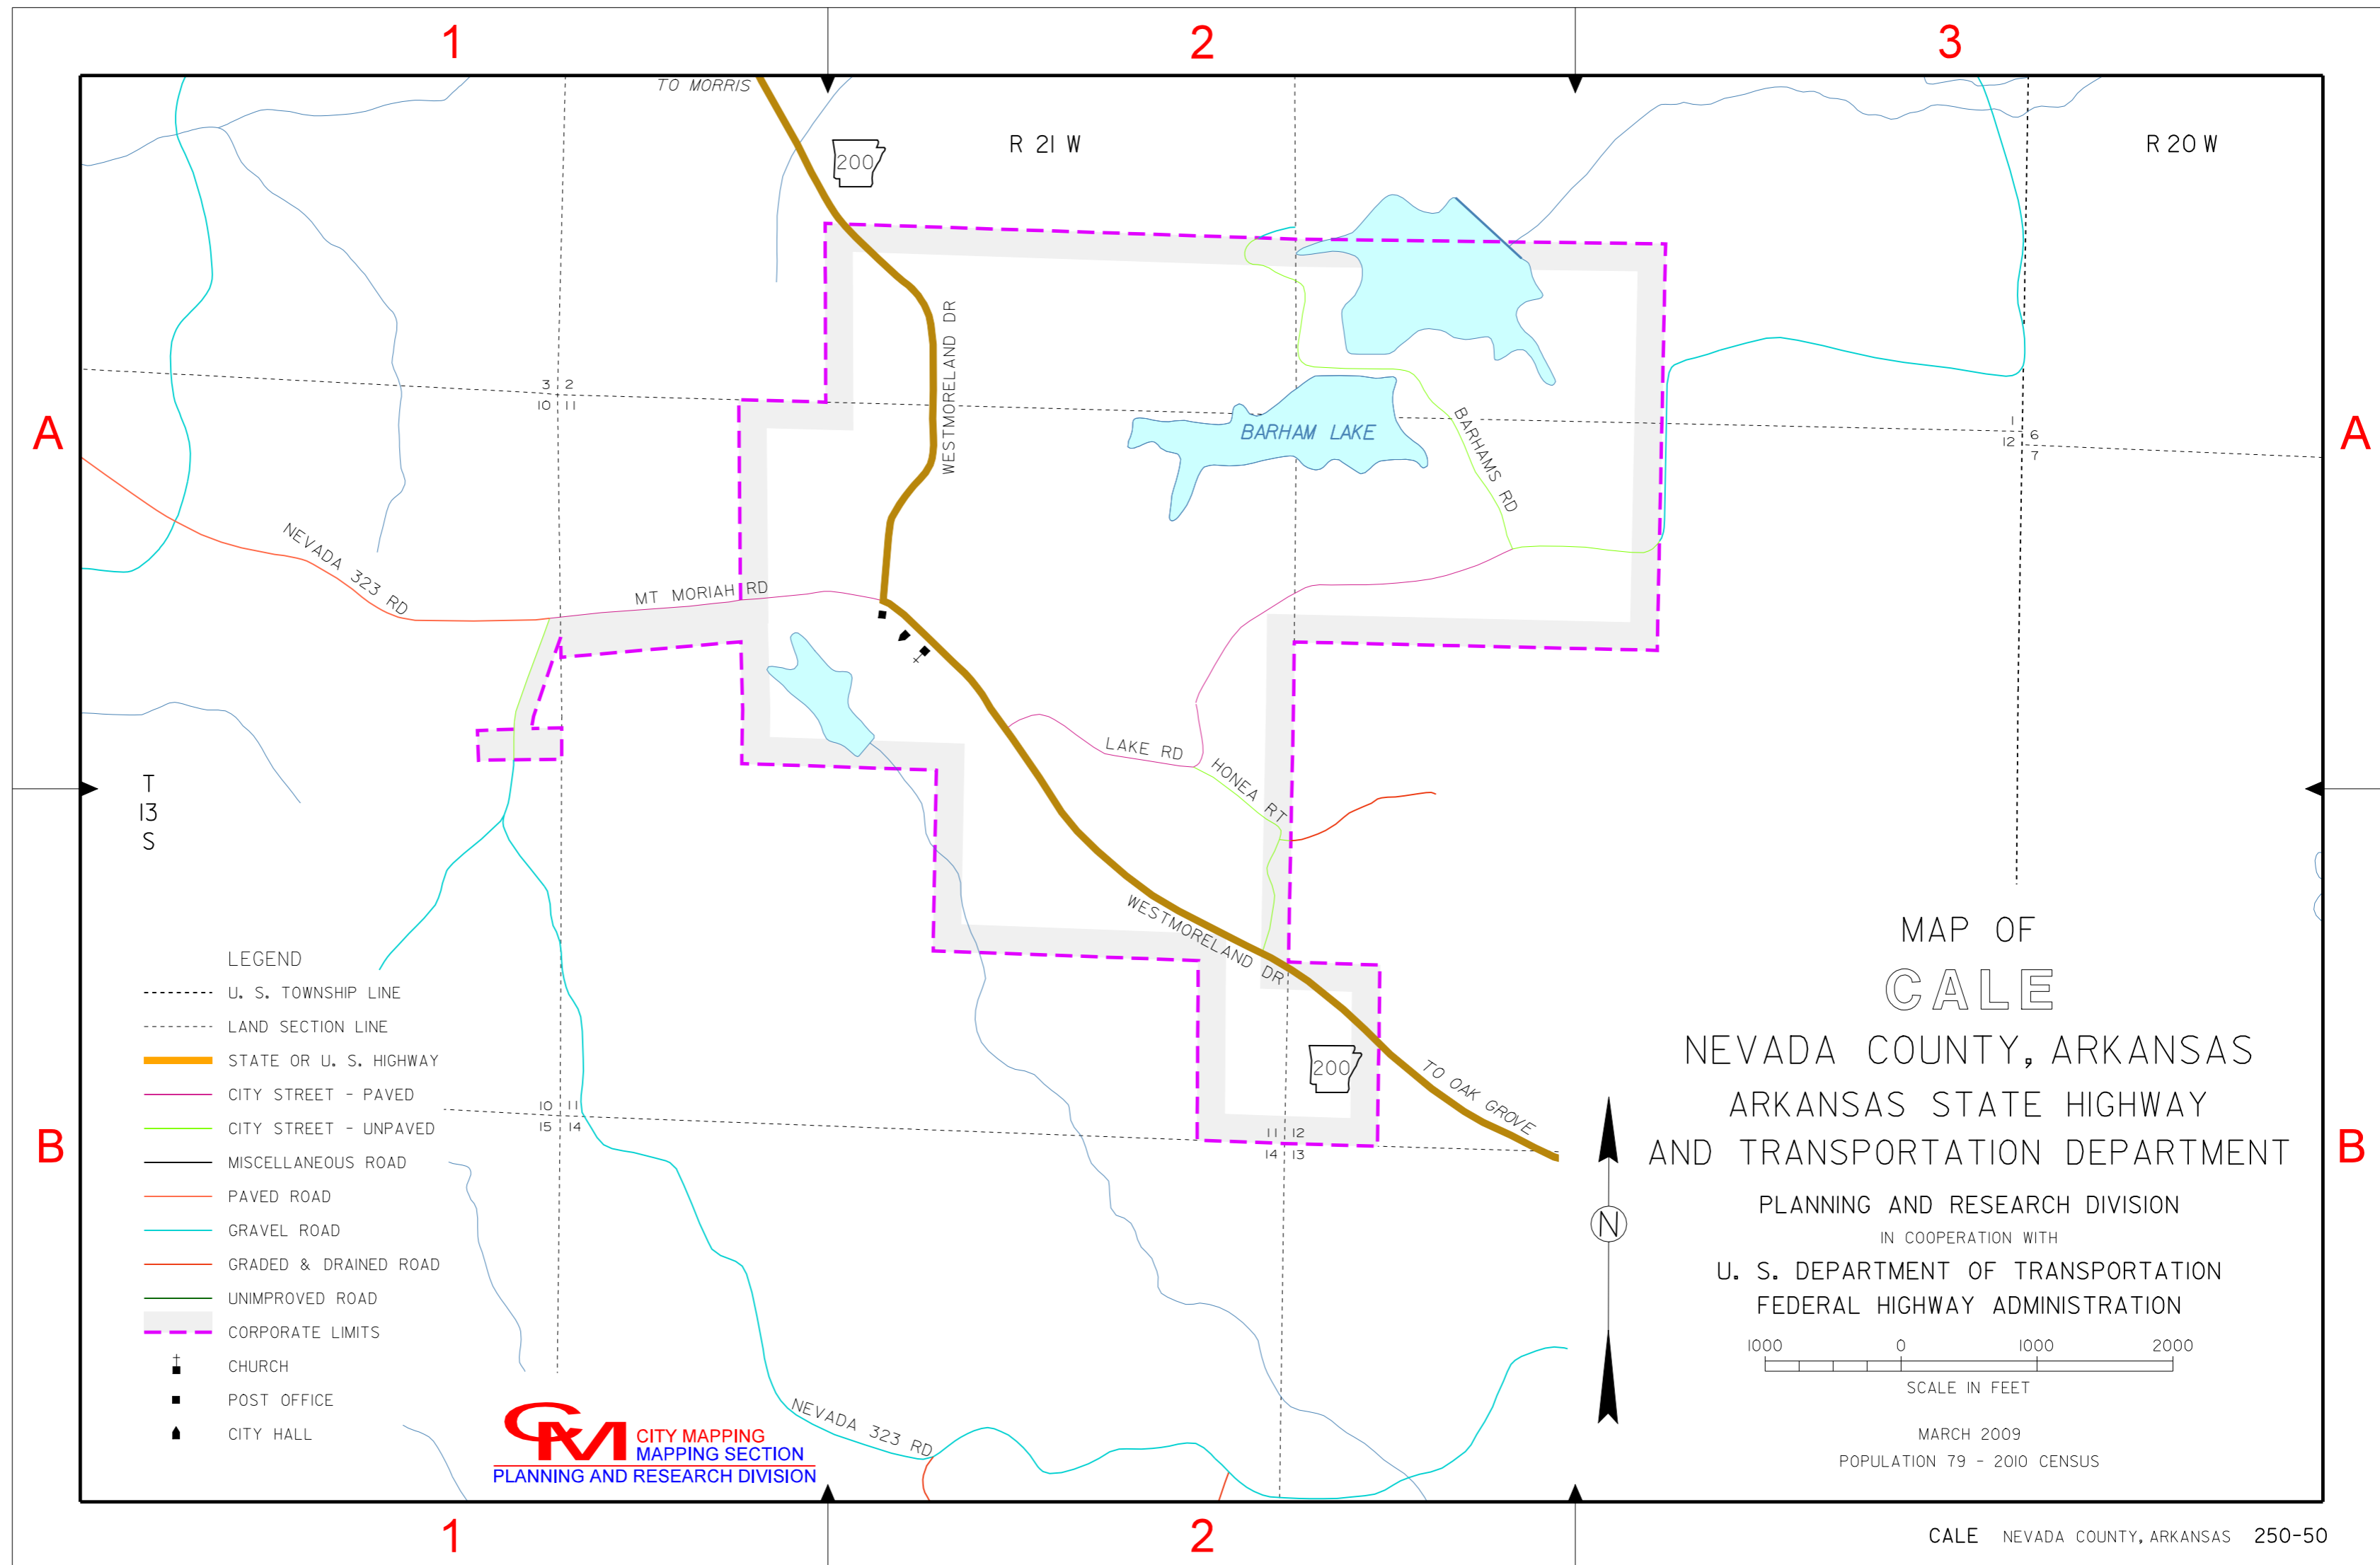 1
2
3
TO MORRIS
200
R 21 W
R 20 W
WESTMORELAND DR
3 2
10 11
A
BARHAM LAKE
BARHAMS RD
1
12 6
7
A
NEVADA 323 RD
MT MORIAH RD
LAKE RD
HONEA RT
T
13
S
WESTMORELAND DR
200
TO OAK GROVE
10 11
15 14
11 12
14 13
B
B
LEGEND
U. S. TOWNSHIP LINE
LAND SECTION LINE
STATE OR U. S. HIGHWAY
CITY STREET - PAVED
CITY STREET - UNPAVED
MISCELLANEOUS ROAD
PAVED ROAD
GRAVEL ROAD
GRADED & DRAINED ROAD
UNIMPROVED ROAD
CORPORATE LIMITS
CHURCH
POST OFFICE
CITY HALL
MAP OF
CALE
NEVADA COUNTY, ARKANSAS
ARKANSAS STATE HIGHWAY
AND TRANSPORTATION DEPARTMENT
PLANNING AND RESEARCH DIVISION
IN COOPERATION WITH
U. S. DEPARTMENT OF TRANSPORTATION
FEDERAL HIGHWAY ADMINISTRATION
N
1000 0 1000 2000
SCALE IN FEET
MARCH 2009
POPULATION 79 - 2010 CENSUS
CM CITY MAPPING
MAPPING SECTION
PLANNING AND RESEARCH DIVISION
NEVADA 323 RD
1
2
CALE NEVADA COUNTY, ARKANSAS 250-50